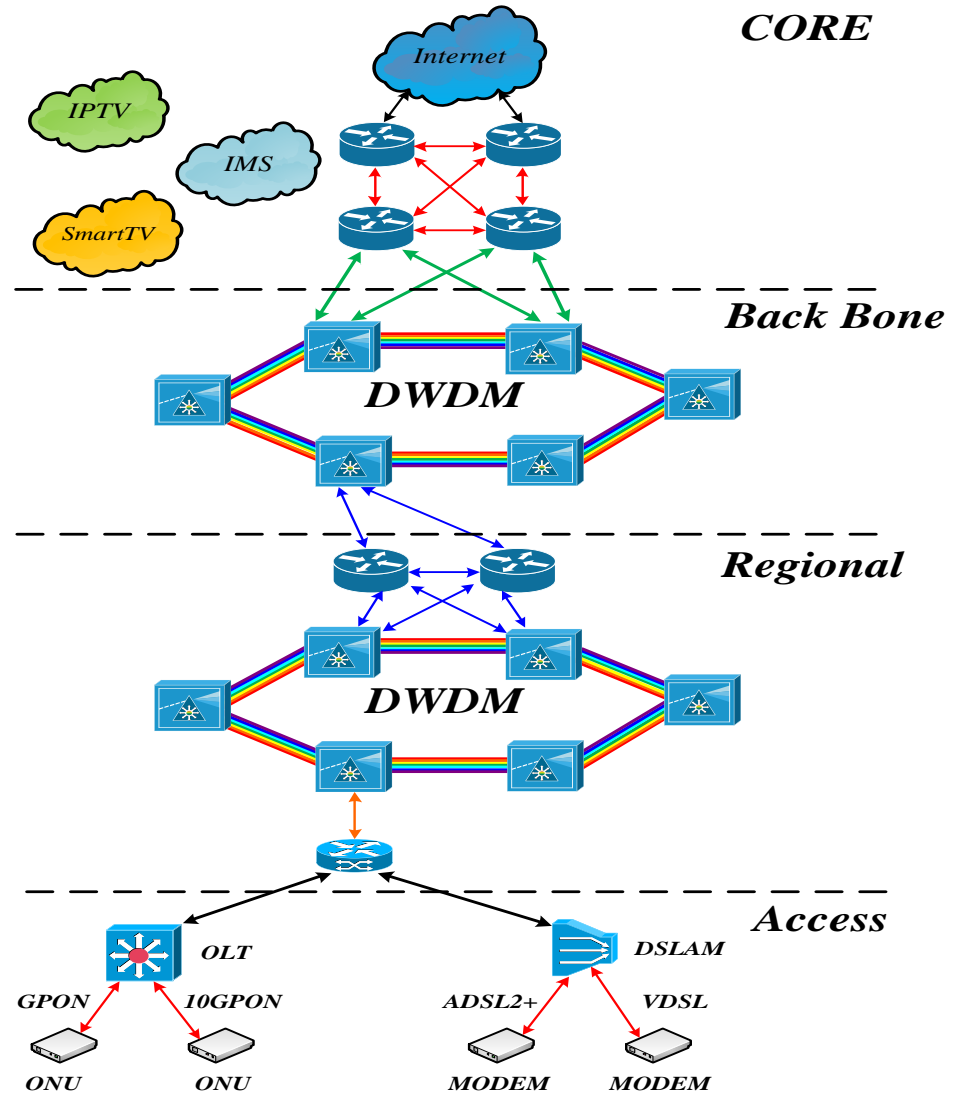 CORE
Internet
IPTV
IMS
SmartTV
Back Bone
DWDM
Regional
DWDM
Access
OLT
DSLAM
GPON
10GPON
ADSL2+
VDSL
ONU
ONU
MODEM
MODEM